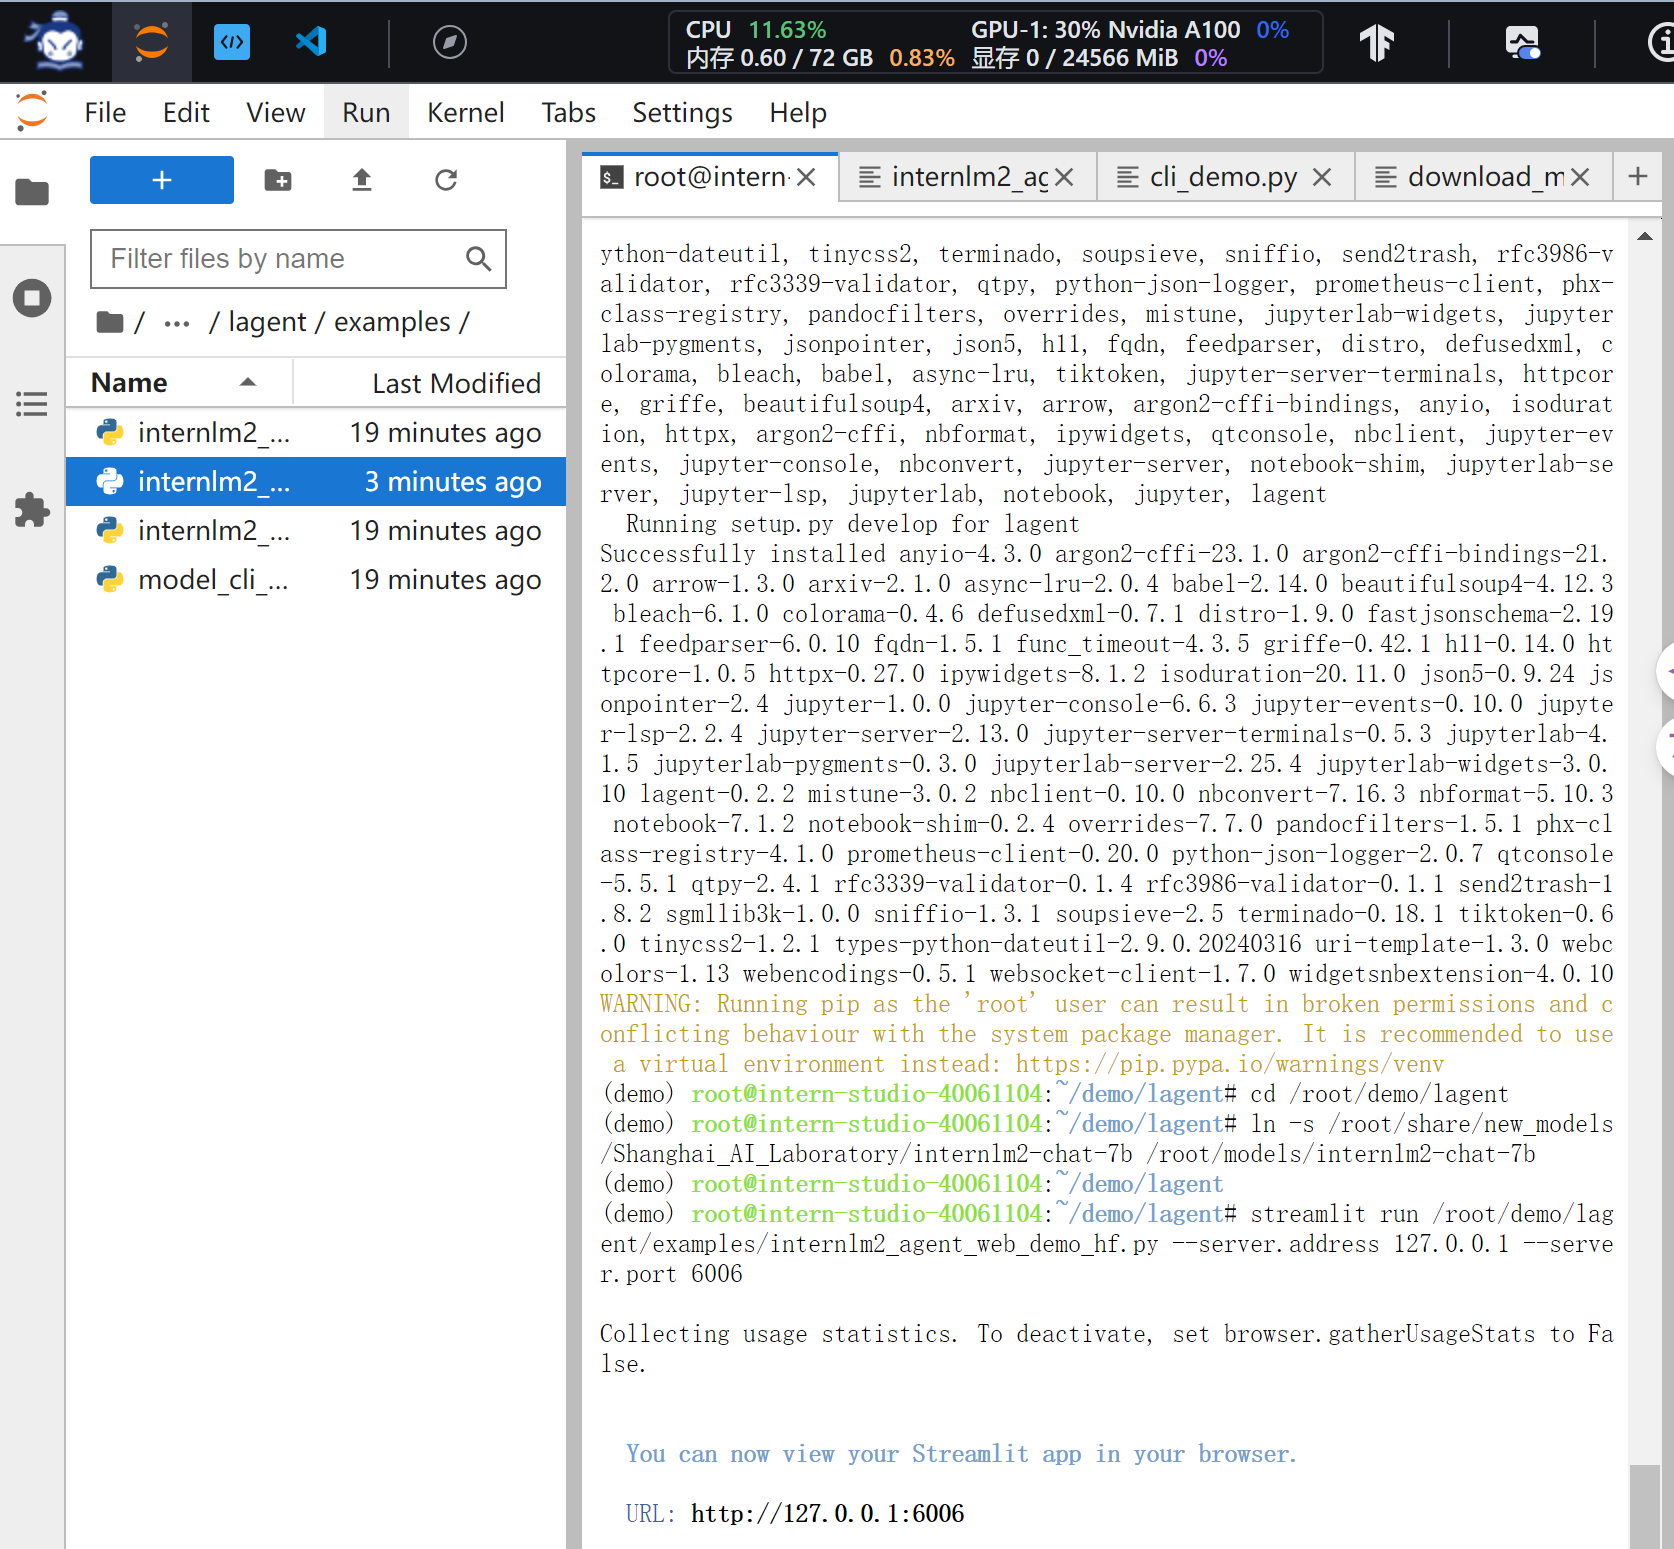 CPU 11.63% GPU-1: 30% Nvidia A100 0%
内存 0.60 / 72 GB 0.83% 显存 0 / 24566 MiB 0%
File Edit View Run Kernel Tabs Settings Help
root@intern- internlm2_ag cli_demo.py download_m
Filter files by name
/ ... / lagent / examples /
Name Last Modified
internlm2_... 19 minutes ago
internlm2_... 3 minutes ago
internlm2_... 19 minutes ago
model_cli_... 19 minutes ago
ython-dateutil, tinycss2, terminado, soupsieve, sniffio, send2trash, rfc3986-v
alidator, rfc3339-validator, qtpy, python-json-logger, prometheus-client, phx-
class-registry, pandocfilters, overrides, mistune, jupyterlab-widgets, jupyter
lab-pygments, jsonpointer, json5, h11, fqdn, feedparser, distro, defusedxml, c
olorama, bleach, babel, async-lru, tiktoken, jupyter-server-terminals, httpcor
e, griffe, beautifulsoup4, arxiv, arrow, argon2-cffi-bindings, anyio, isodurat
ion, httpx, argon2-cffi, nbformat, ipywidgets, qtconsole, nbclient, jupyter-ev
ents, jupyter-console, nbconvert, jupyter-server, notebook-shim, jupyterlab-se
rver, jupyter-lsp, jupyterlab, notebook, jupyter, lagent
Running setup.py develop for lagent
Successfully installed anyio-4.3.0 argon2-cffi-23.1.0 argon2-cffi-bindings-21.
2.0 arrow-1.3.0 arxiv-2.1.0 async-lru-2.0.4 babel-2.14.0 beautifulsoup4-4.12.3
bleach-6.1.0 colorama-0.4.6 defusedxml-0.7.1 distro-1.9.0 fastjsonschema-2.19
.1 feedparser-6.0.10 fqdn-1.5.1 func_timeout-4.3.5 griffe-0.42.1 h11-0.14.0 ht
tpcore-1.0.5 httpx-0.27.0 ipywidgets-8.1.2 isoduration-20.11.0 json5-0.9.24 js
onpointer-2.4 jupyter-1.0.0 jupyter-console-6.6.3 jupyter-events-0.10.0 jupyte
r-lsp-2.2.4 jupyter-server-2.13.0 jupyter-server-terminals-0.5.3 jupyterlab-4.
1.5 jupyterlab-pygments-0.3.0 jupyterlab-server-2.25.4 jupyterlab-widgets-3.0.
10 lagent-0.2.2 mistune-3.0.2 nbclient-0.10.0 nbconvert-7.16.3 nbformat-5.10.3
notebook-7.1.2 notebook-shim-0.2.4 overrides-7.7.0 pandocfilters-1.5.1 phx-cl
ass-registry-4.1.0 prometheus-client-0.20.0 python-json-logger-2.0.7 qtconsole
-5.5.1 qtpy-2.4.1 rfc3339-validator-0.1.4 rfc3986-validator-0.1.1 send2trash-1
.8.2 sgmllib3k-1.0.0 sniffio-1.3.1 soupsieve-2.5 terminado-0.18.1 tiktoken-0.6
.0 tinycss2-1.2.1 types-python-dateutil-2.9.0.20240316 uri-template-1.3.0 webc
olors-1.13 webencodings-0.5.1 websocket-client-1.7.0 widgetsnbextension-4.0.10
WARNING: Running pip as the 'root' user can result in broken permissions and c
onflicting behaviour with the system package manager. It is recommended to use
a virtual environment instead: https://pip.pypa.io/warnings/venv
(demo) root@intern-studio-40061104:~/demo/lagent# cd /root/demo/lagent
(demo) root@intern-studio-40061104:~/demo/lagent# ln -s /root/share/new_models
/Shanghai_AI_Laboratory/internlm2-chat-7b /root/models/internlm2-chat-7b
(demo) root@intern-studio-40061104:~/demo/lagent
(demo) root@intern-studio-40061104:~/demo/lagent# streamlit run /root/demo/lag
ent/examples/internlm2_agent_web_demo_hf.py --server.address 127.0.0.1 --serve
r.port 6006
Collecting usage statistics. To deactivate, set browser.gatherUsageStats to Fa
lse.
You can now view your Streamlit app in your browser.
URL: http://127.0.0.1:6006